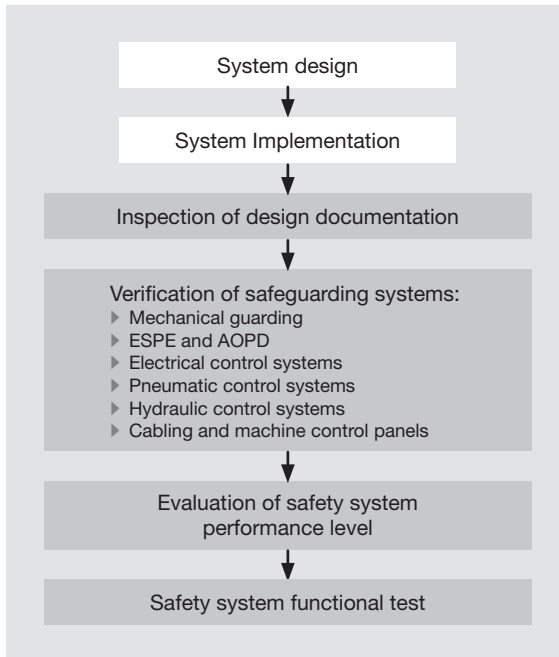 System design
System Implementation
Inspection of design documentation
Verification of safeguarding systems:
Mechanical guarding
ESPE and AOPD
Electrical control systems
Pneumatic control systems
Hydraulic control systems
Cabling and machine control panels
Evaluation of safety system
performance level
Safety system functional test